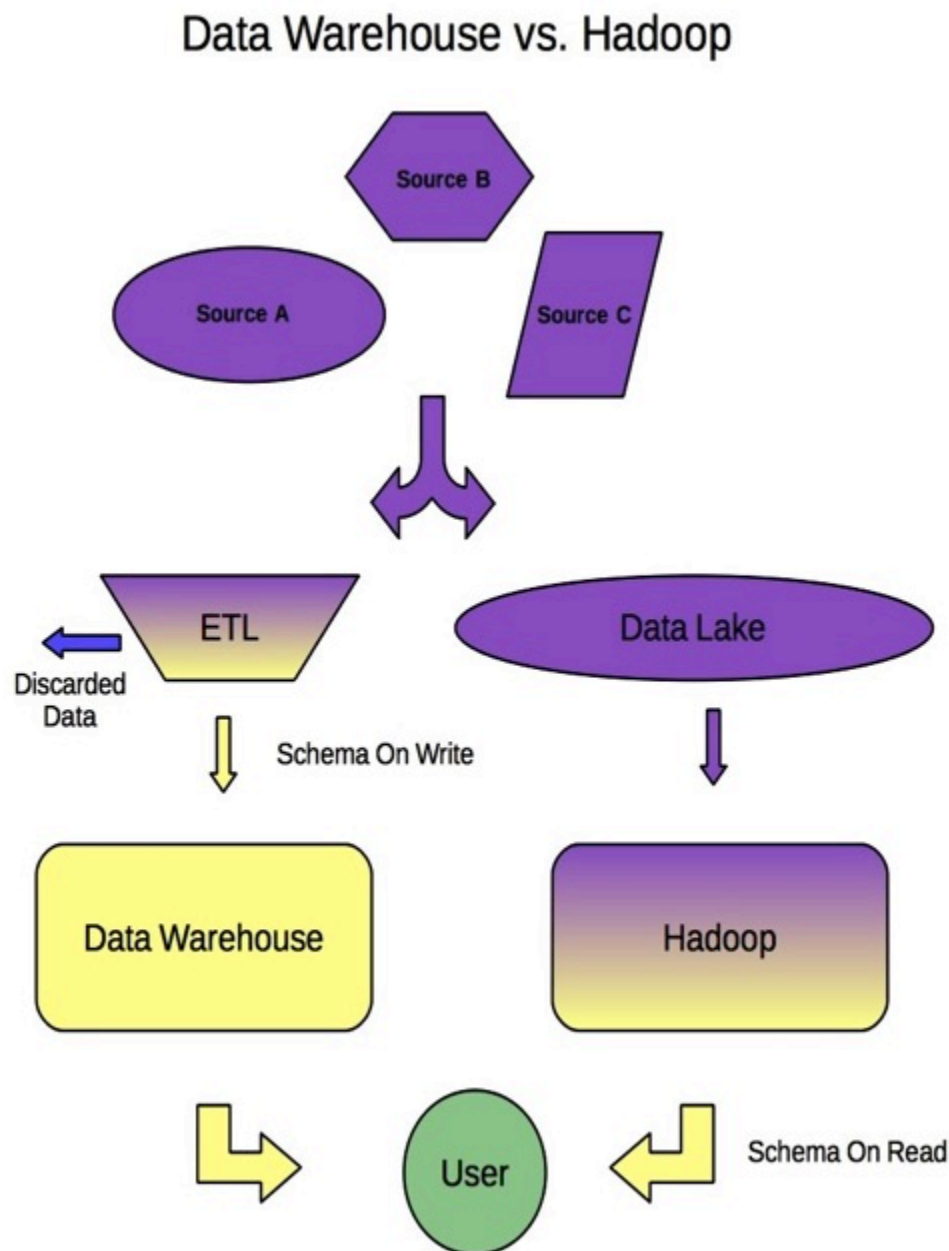 Data Warehouse vs. Hadoop
Source B
Source A
Source C
ETL
Data Lake
Discarded
Data
Schema On Write
Data Warehouse
Hadoop
User
Schema On Read